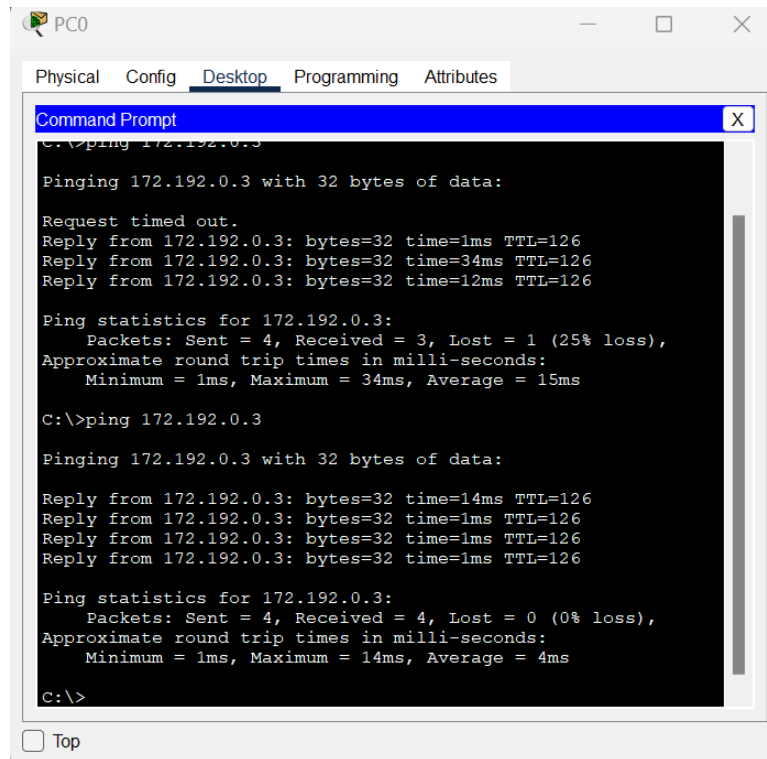 PC0
Physical Config Desktop Programming Attributes
Command Prompt X
C:\>ping 172.192.0.3
Pinging 172.192.0.3 with 32 bytes of data:
Request timed out.
Reply from 172.192.0.3: bytes=32 time=1ms TTL=126
Reply from 172.192.0.3: bytes=32 time=34ms TTL=126
Reply from 172.192.0.3: bytes=32 time=12ms TTL=126
Ping statistics for 172.192.0.3:
Packets: Sent = 4, Received = 3, Lost = 1 (25% loss),
Approximate round trip times in milli-seconds:
Minimum = 1ms, Maximum = 34ms, Average = 15ms
C:\>ping 172.192.0.3
Pinging 172.192.0.3 with 32 bytes of data:
Reply from 172.192.0.3: bytes=32 time=14ms TTL=126
Reply from 172.192.0.3: bytes=32 time=1ms TTL=126
Reply from 172.192.0.3: bytes=32 time=1ms TTL=126
Reply from 172.192.0.3: bytes=32 time=1ms TTL=126
Ping statistics for 172.192.0.3:
Packets: Sent = 4, Received = 4, Lost = 0 (0% loss),
Approximate round trip times in milli-seconds:
Minimum = 1ms, Maximum = 14ms, Average = 4ms
C:\>
Top